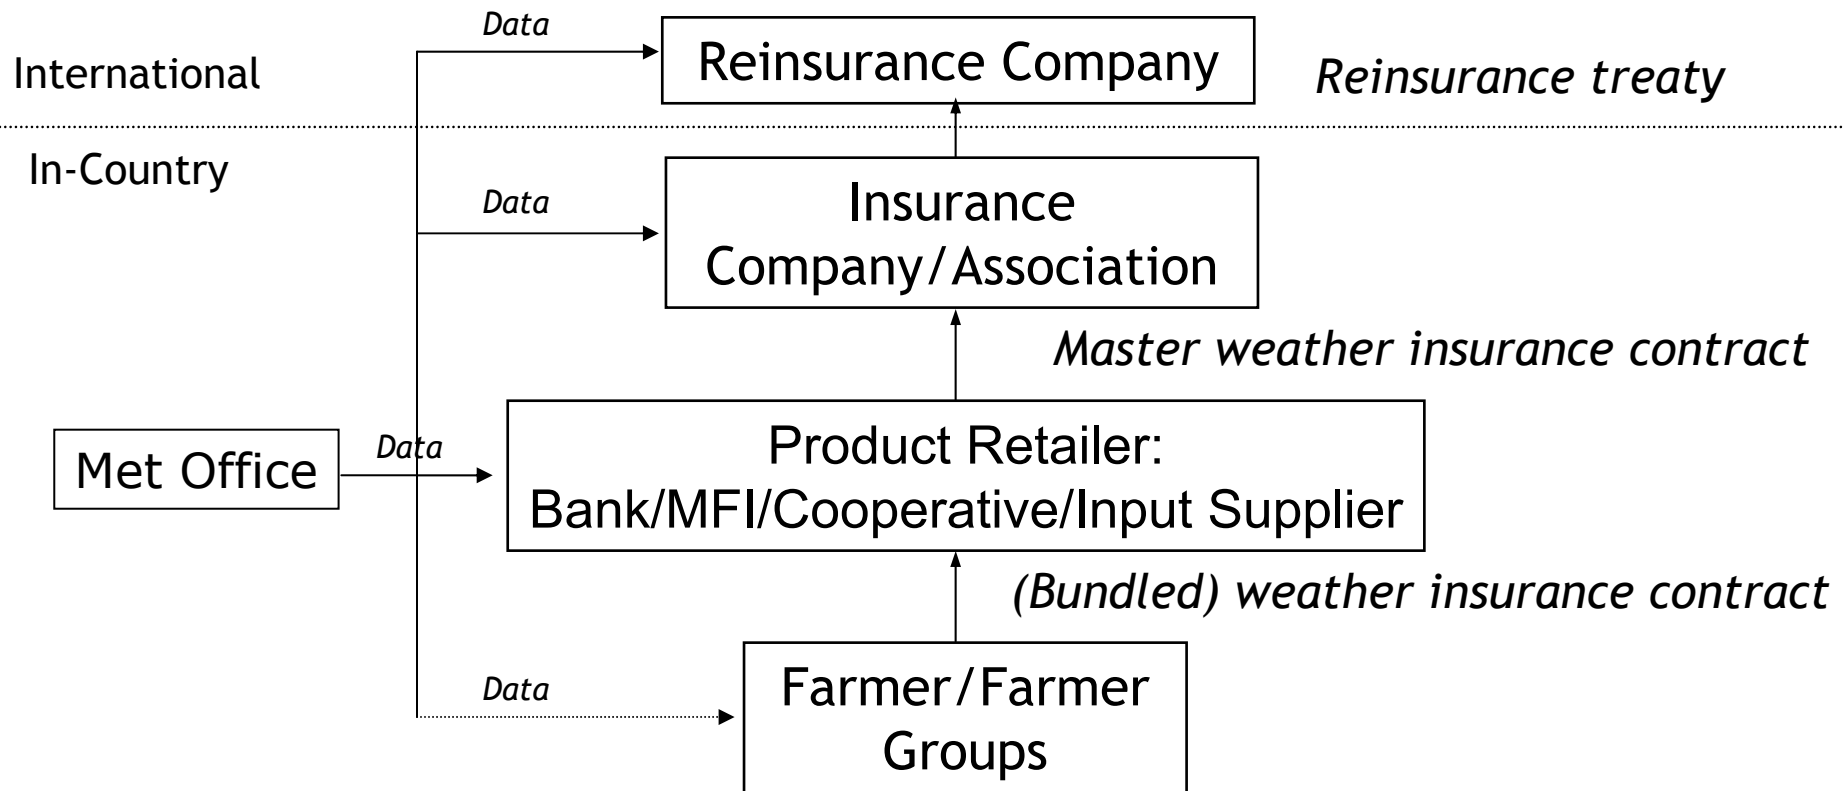 Data
Reinsurance Company
International
Reinsurance treaty
In-Country
Data
Insurance
Company/Association
Master weather insurance contract
Met Office
Data
Product Retailer:
Bank/MFI/Cooperative/Input Supplier
(Bundled) weather insurance contract
Data
Farmer/Farmer
Groups